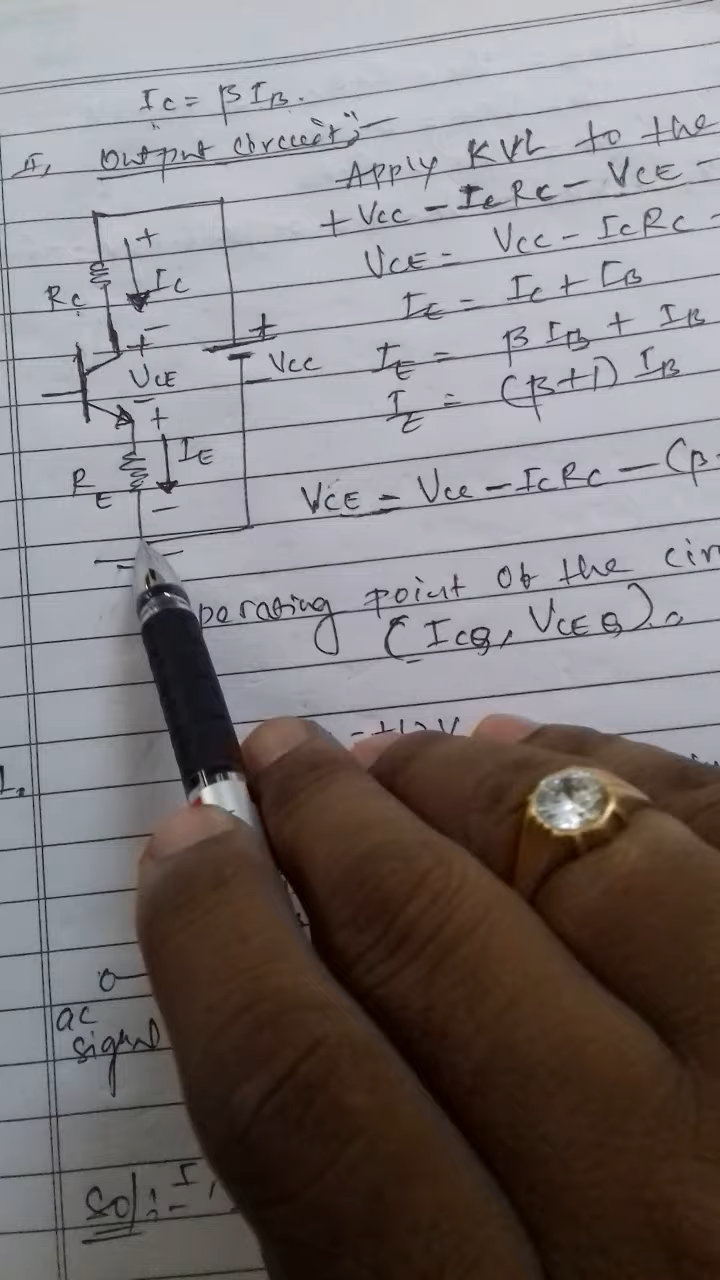 Ic = βIB.
II, Output circuit:-
Apply KVL to the
+Vcc - IcRc - VCE -
VCE = Vcc - IcRc -
IE = Ic + IB
IE = βIB + IB
IE = (β+1) IB
VCE = Vcc - IcRc - (β
+
Rc
Ic
-
+
VCE
-
+
Vcc
+
RE
IE
-
perating point of the cir
(ICQ, VCEQ).
1.
ac
signal
Sol:-